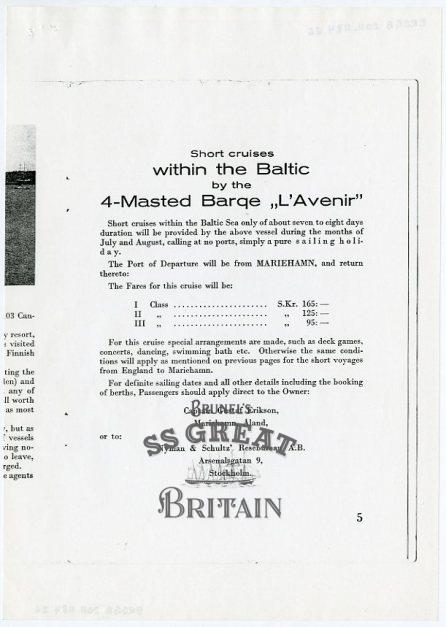 Short cruises
within the Baltic
by the
4-Masted Barqe „L'Avenir"
Short cruises within the Baltic Sea only of about seven to eight days
duration will be provided by the above vessel during the months of
July and August, calling at no ports, simply a pure sailing holi-
day.
The Port of Departure will be from MARIEHAMN, and return
thereto:
The Fares for this cruise will be:
I Class ...................... S.Kr. 165: —
II „ ...................... „ 125: —
III „ ...................... „ 95: —
For this cruise special arrangements are made, such as deck games,
concerts, dancing, swimming bath etc. Otherwise the same condi-
tions will apply as mentioned on previous pages for the short voyages
from England to Mariehamn.
For definite sailing dates and all other details including the booking
of berths, Passengers should apply direct to the Owner:
Captain Gustaf Erikson,
Mariehamn, Åland,
or to:
Nyman & Schultz' Resebureau A.B.
Arsenalsgatan 9,
Stockholm.
5
03 Cau-
y resort,
visited
Finnish
ting the
len) and
any of
ll worth
as most
, but as
vessels
ving no-
o leave,
rged.
e agents
BRUNEL'S
SS GREAT
BRITAIN